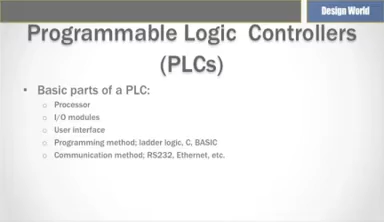 Design World
Programmable Logic Controllers
(PLCs)
• Basic parts of a PLC:
o Processor
o I/O modules
o User interface
o Programming method; ladder logic, C, BASIC
o Communication method; RS232, Ethernet, etc.